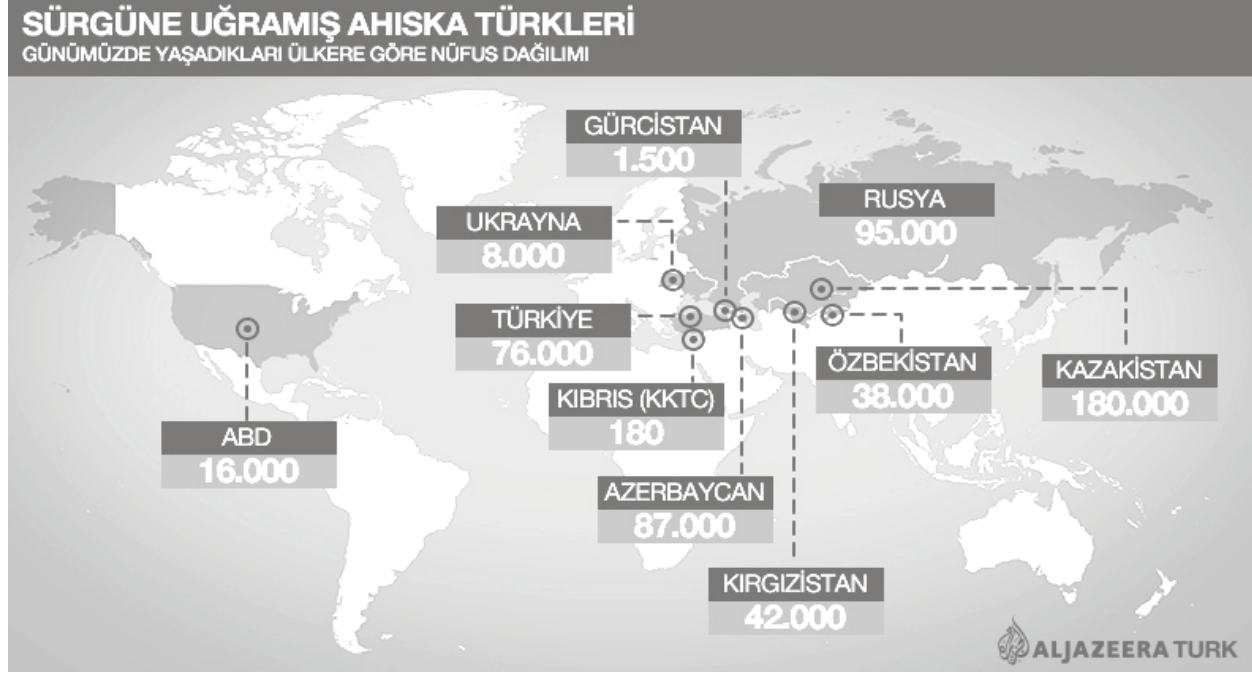 SÜRGÜNE UĞRAMIŞ AHISKA TÜRKLERİ
GÜNÜMÜZDE YAŞADIKLARI ÜLKERE GÖRE NÜFUS DAĞILIMI
GÜRCİSTAN
1.500
RUSYA
95.000
UKRAYNA
8.000
TÜRKİYE
76.000
ÖZBEKİSTAN
38.000
KAZAKİSTAN
180.000
KIBRIS (KKTC)
180
ABD
16.000
AZERBAYCAN
87.000
KIRGIZİSTAN
42.000
ALJAZEERA TURK